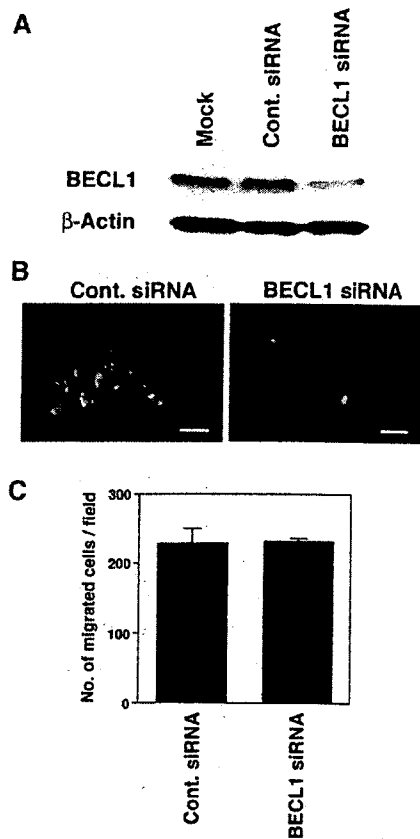 A
Mock
Cont. siRNA
BECL1 siRNA
BECL1
β-Actin
B
Cont. siRNA
BECL1 siRNA
C
No. of migrated cells / field
300
200
100
0
Cont. siRNA
BECL1 siRNA